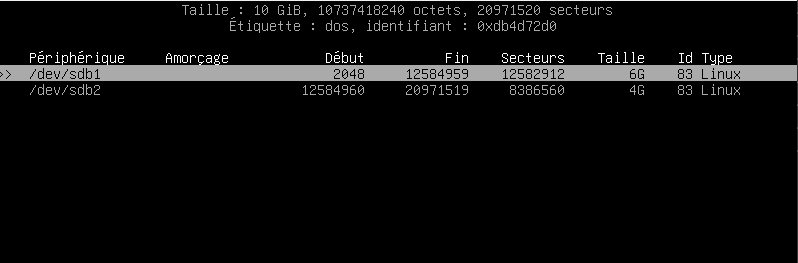 Taille : 10 GiB, 10737418240 octets, 20971520 secteurs
Étiquette : dos, identifiant : 0xdb4d72d0
Périphérique Amorçage Début Fin Secteurs Taille Id Type
>> /dev/sdb1 2048 12584959 12582912 6G 83 Linux
/dev/sdb2 12584960 20971519 8386560 4G 83 Linux